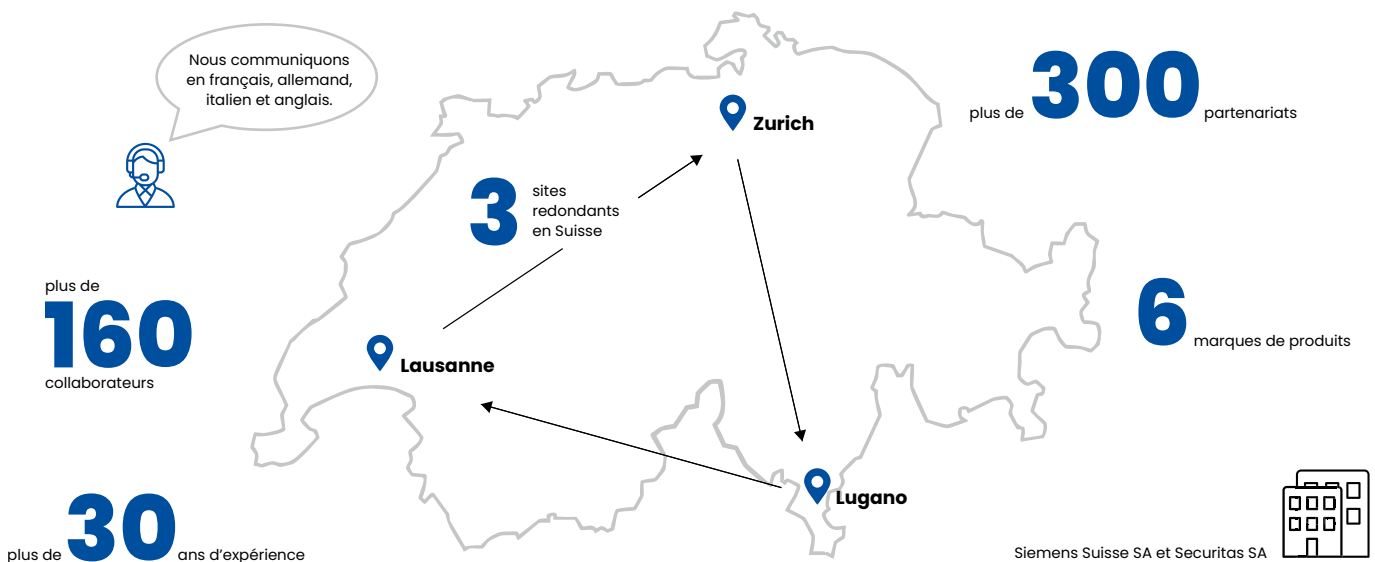 Nous communiquons
en français, allemand,
italien et anglais.
plus de 300 partenariats
Zurich
3 sites
redondants
en Suisse
plus de
160
collaborateurs
6 marques de produits
Lausanne
Lugano
plus de 30 ans d’expérience
Siemens Suisse SA et Securitas SA